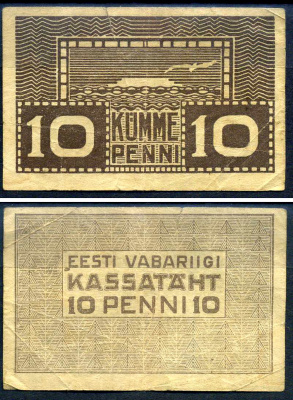 10 KÜMME 10
PENNI
EESTI VABARIIGI
KASSATÄHT
10 PENNI 10